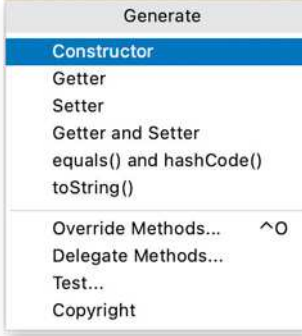 Generate
Constructor
Getter
Setter
Getter and Setter
equals() and hashCode()
toString()
Override Methods... ^O
Delegate Methods...
Test...
Copyright